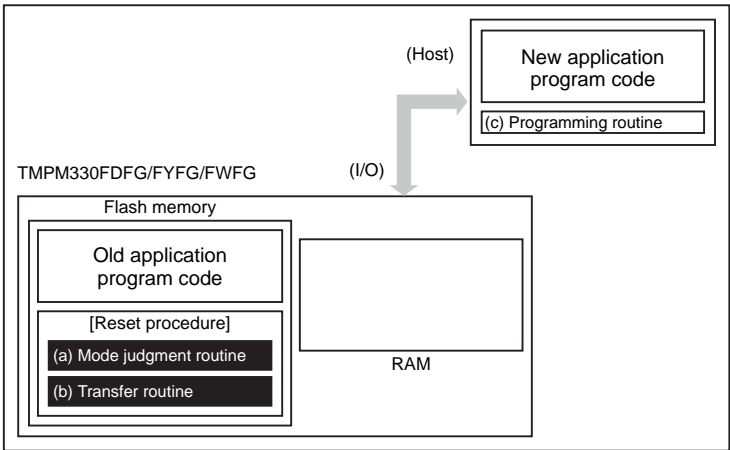 (Host)
New application
program code
(c) Programming routine
TMPM330FDFG/FYFG/FWFG
(I/O)
Flash memory
Old application
program code
[Reset procedure]
(a) Mode judgment routine
(b) Transfer routine
RAM